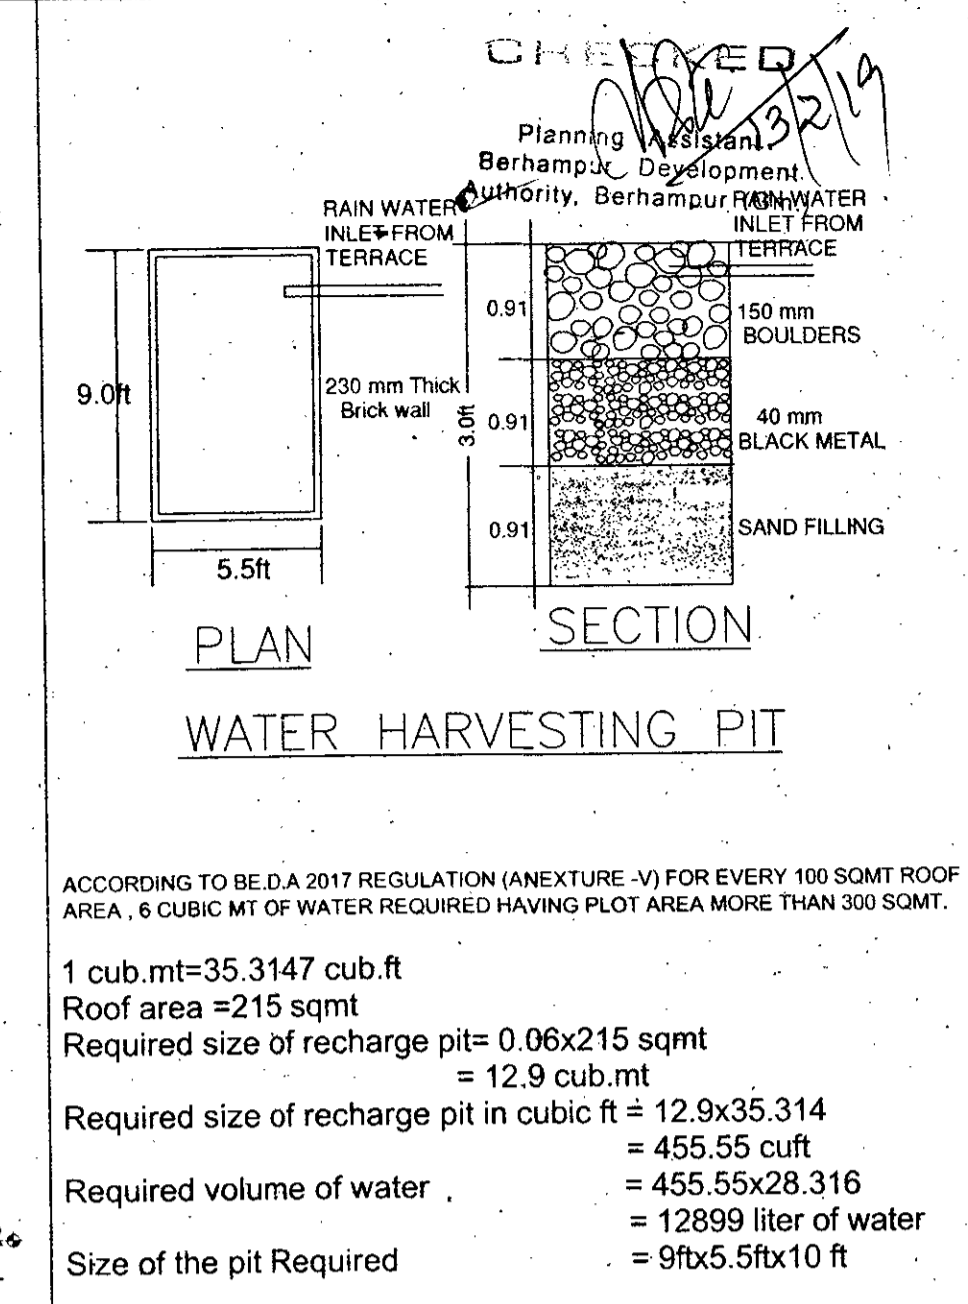 CHECKED
13/2/19
Planning Assistant.
Berhampur Development
Authority, Berhampur (Gm.)
RAIN WATER
INLET FROM
TERRACE
RAIN WATER
INLET FROM
TERRACE
9.0ft
230 mm Thick
Brick wall
5.5ft
PLAN
3.0ft
0.91
0.91
0.91
150 mm
BOULDERS
40 mm
BLACK METAL
SAND FILLING
SECTION
WATER HARVESTING PIT
ACCORDING TO BE.D.A 2017 REGULATION (ANEXTURE -V) FOR EVERY 100 SQMT ROOF
AREA , 6 CUBIC MT OF WATER REQUIRED HAVING PLOT AREA MORE THAN 300 SQMT.
1 cub.mt=35.3147 cub.ft
Roof area =215 sqmt
Required size of recharge pit= 0.06x215 sqmt
= 12.9 cub.mt
Required size of recharge pit in cubic ft = 12.9x35.314
= 455.55 cuft
Required volume of water = 455.55x28.316
= 12899 liter of water
Size of the pit Required = 9ftx5.5ftx10 ft